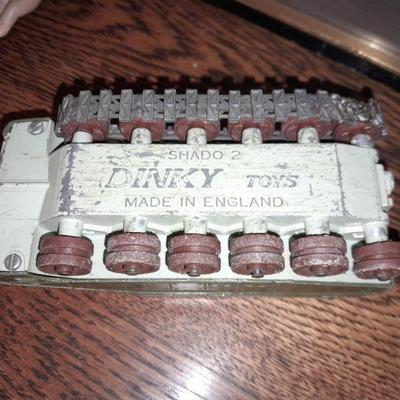 SHADO 2
DINKY TOYS
MADE IN ENGLAND